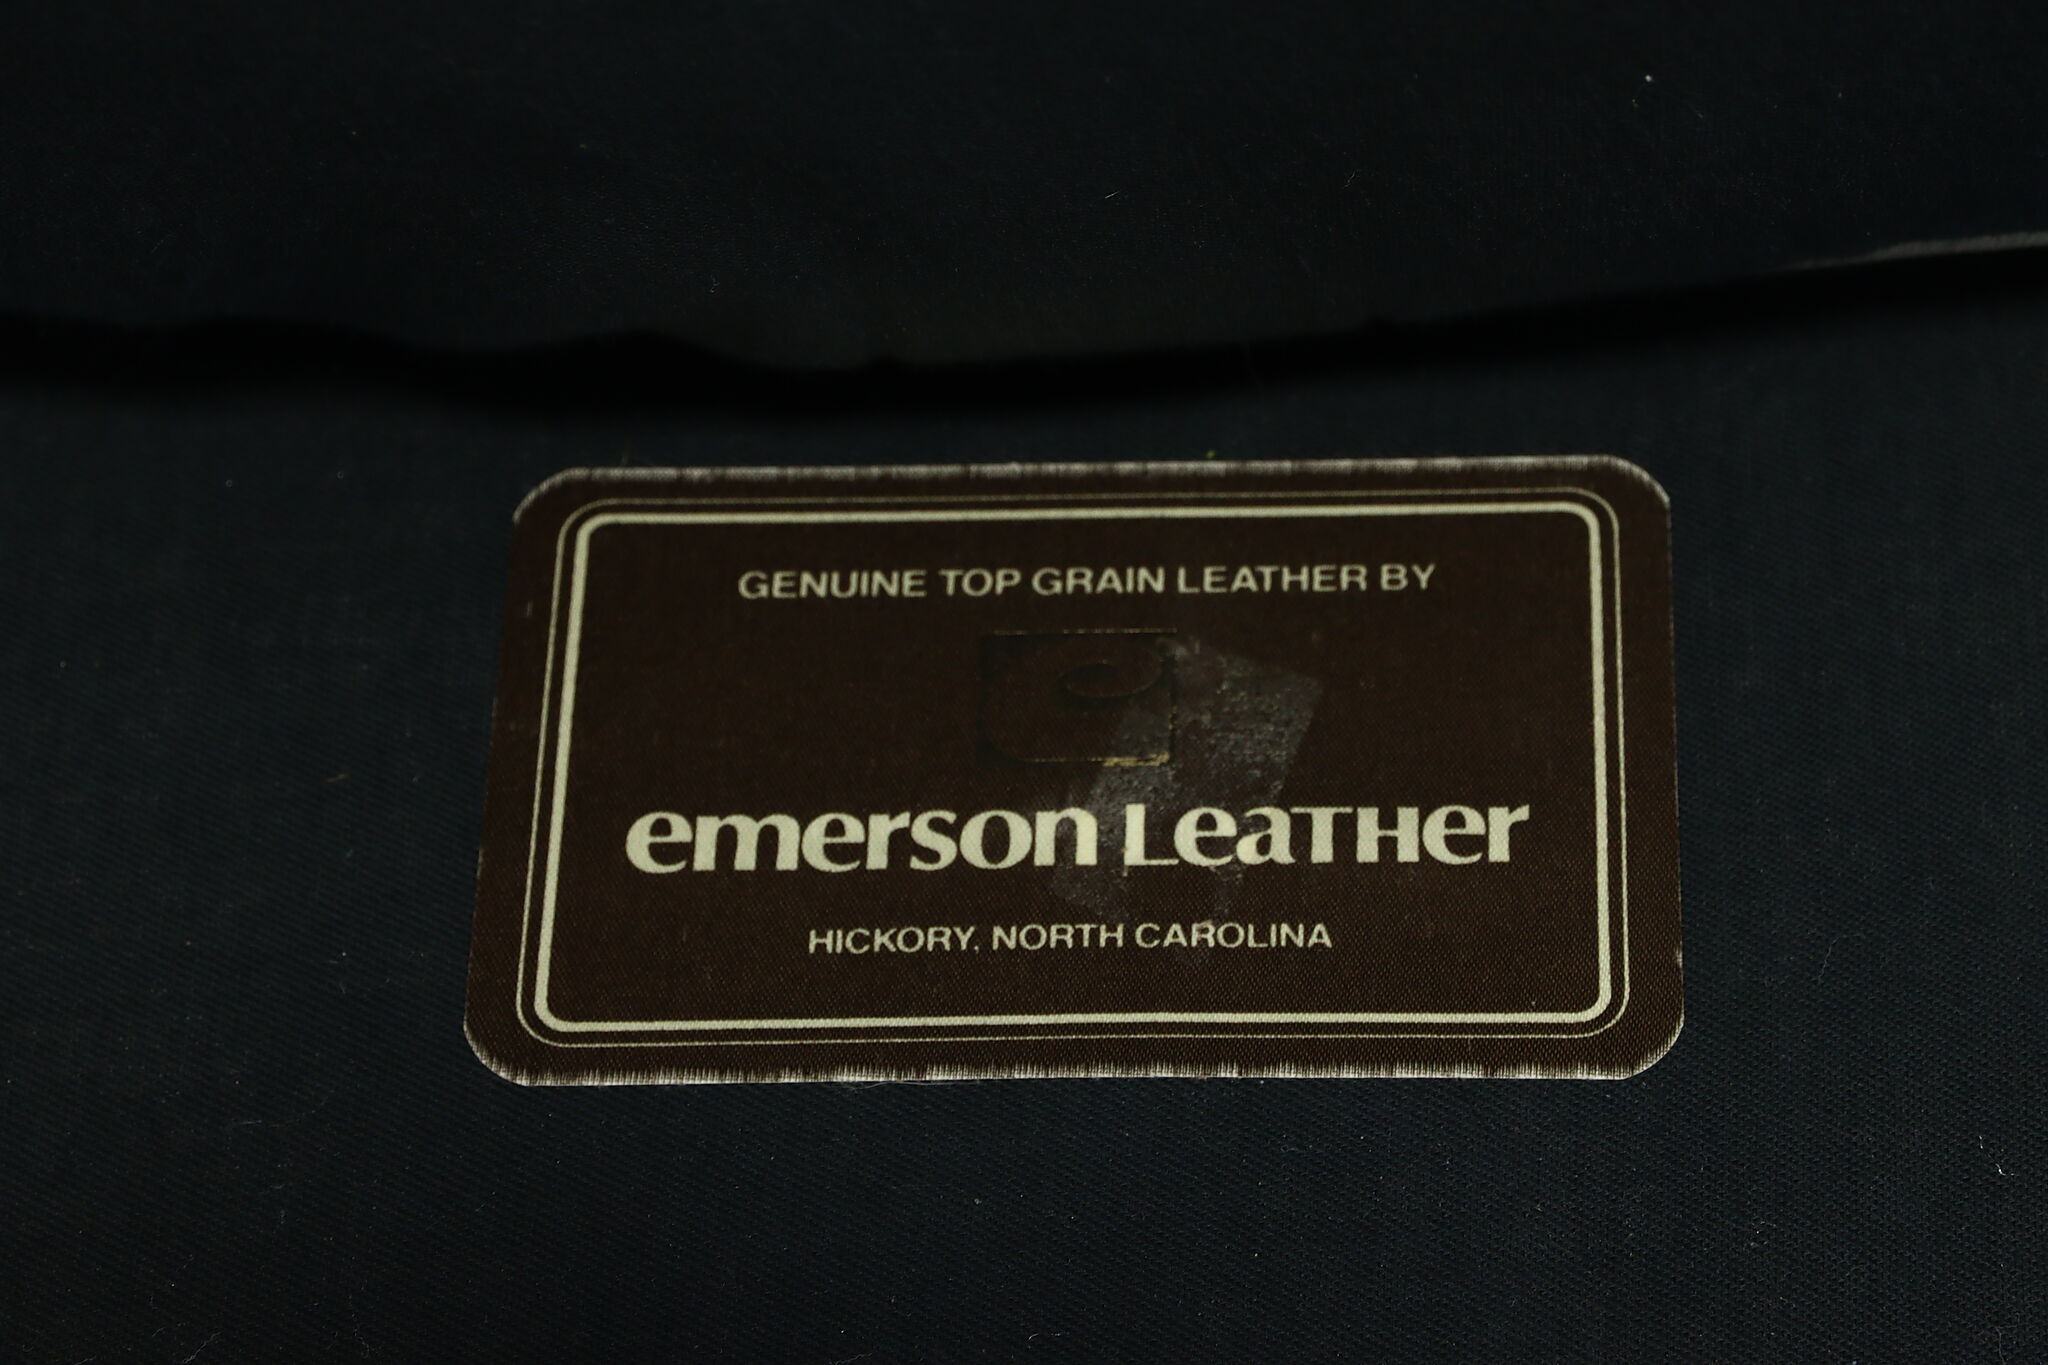 GENUINE TOP GRAIN LEATHER BY
e
emerson Leather
HICKORY, NORTH CAROLINA